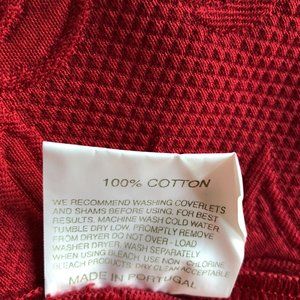 100% COTTON
WE RECOMMEND WASHING COVERLETS
AND SHAMS BEFORE USING. FOR BEST
RESULTS. MACHINE WASH COLD WATER
TUMBLE DRY LOW, PROMPTLY REMOVE
FROM DRYER DO NOT OVER - LOAD
WASHER DRYER. WASH SEPARATELY
WHEN USING BLEACH, USE NON CHLORINE
BLEACH PRODUCTS. DRY CLEAN ACCEPTABLE
MADE IN PORTUGAL